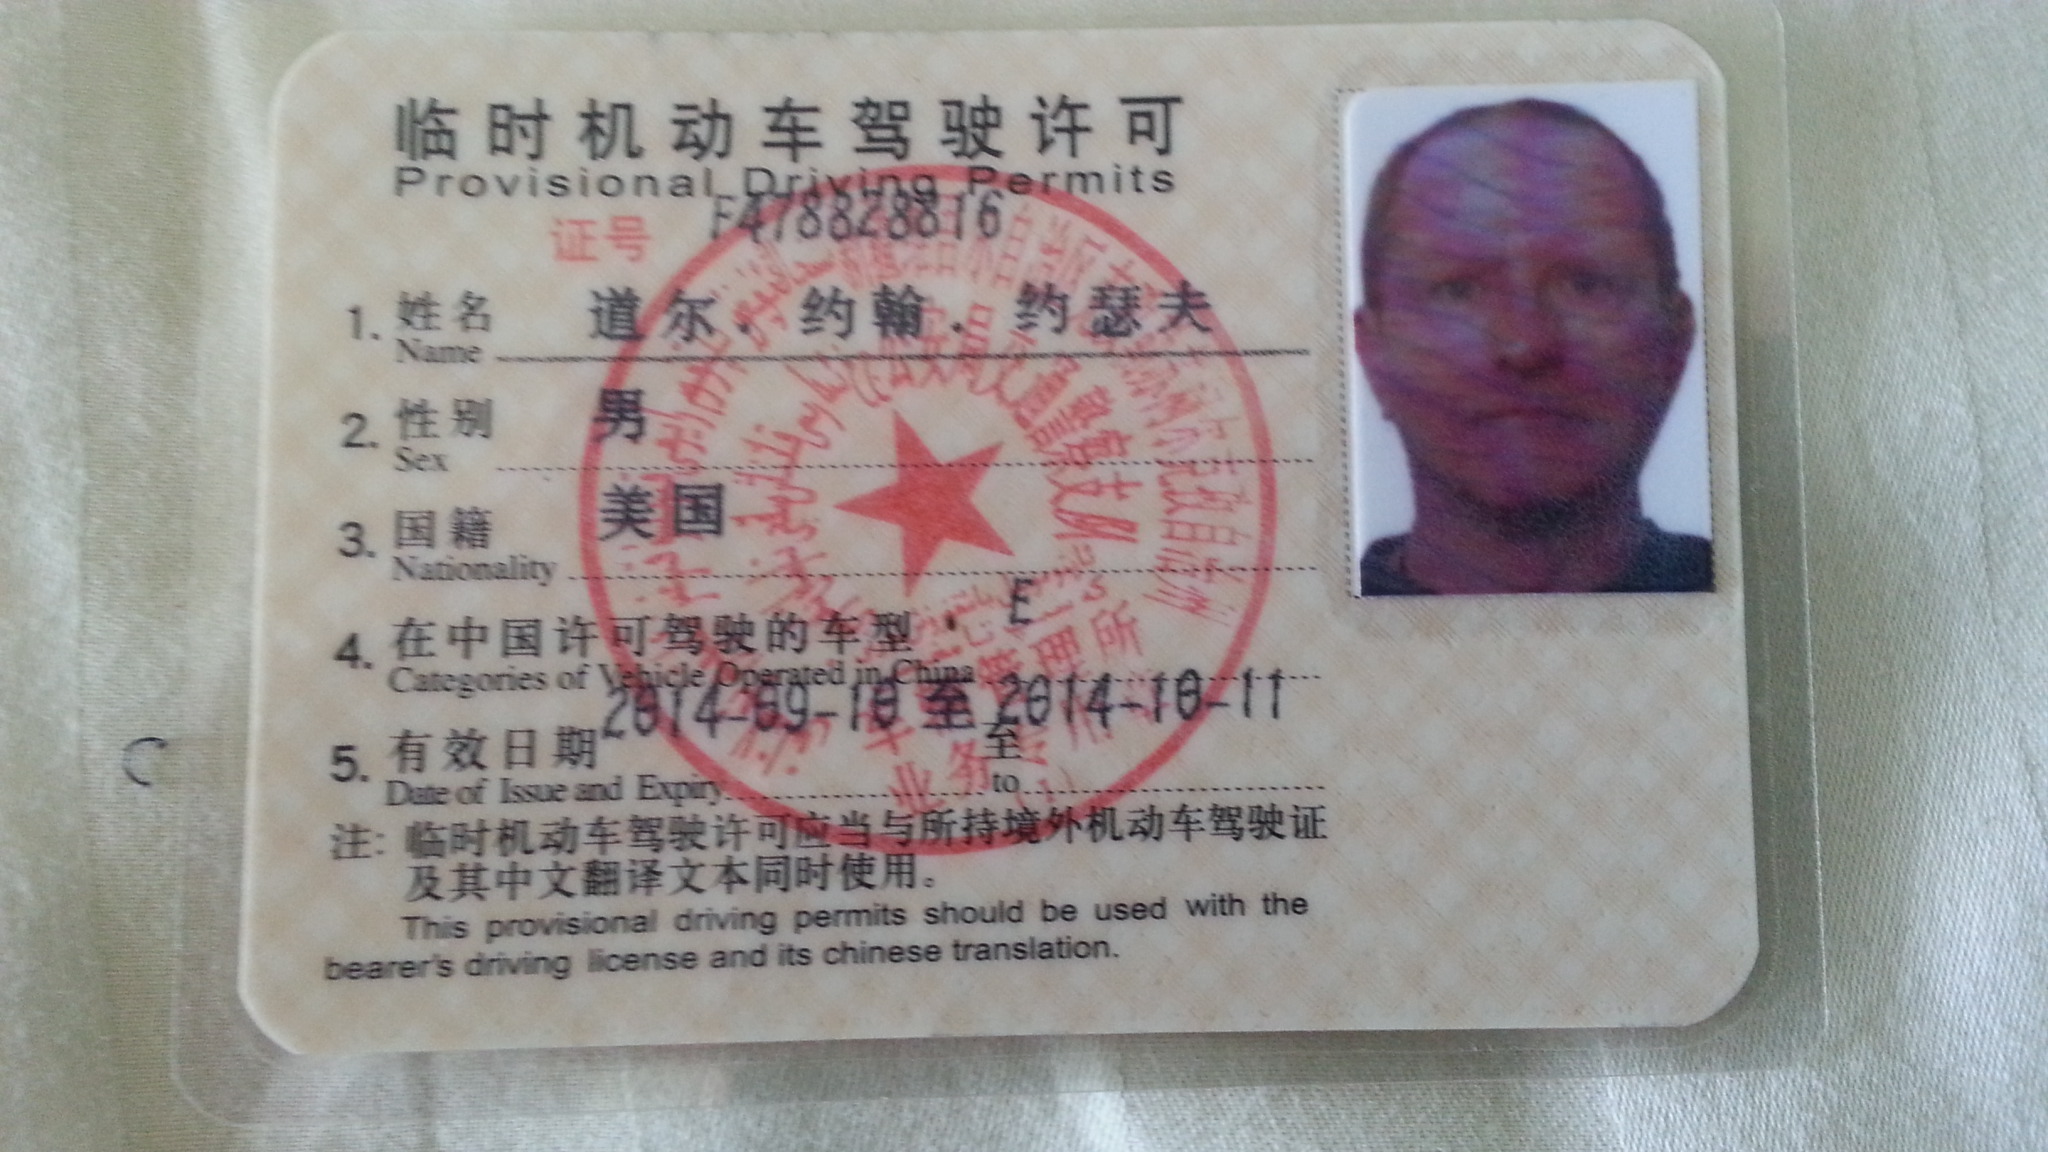 临时机动车驾驶许可
Provisional Driving Permits
证号 F478828816
1. 姓名 道尔．约翰．约瑟夫
Name
2. 性别 男
Sex
3. 国籍 美国
Nationality
4. 在中国许可驾驶的车型 E
Categories of Vehicle Operated in China
2014-09-10 至 2014-10-11
5. 有效日期 至
Date of Issue and Expiry to
注: 临时机动车驾驶许可应当与所持境外机动车驾驶证
及其中文翻译文本同时使用。
This provisional driving permits should be used with the
bearer's driving license and its chinese translation.